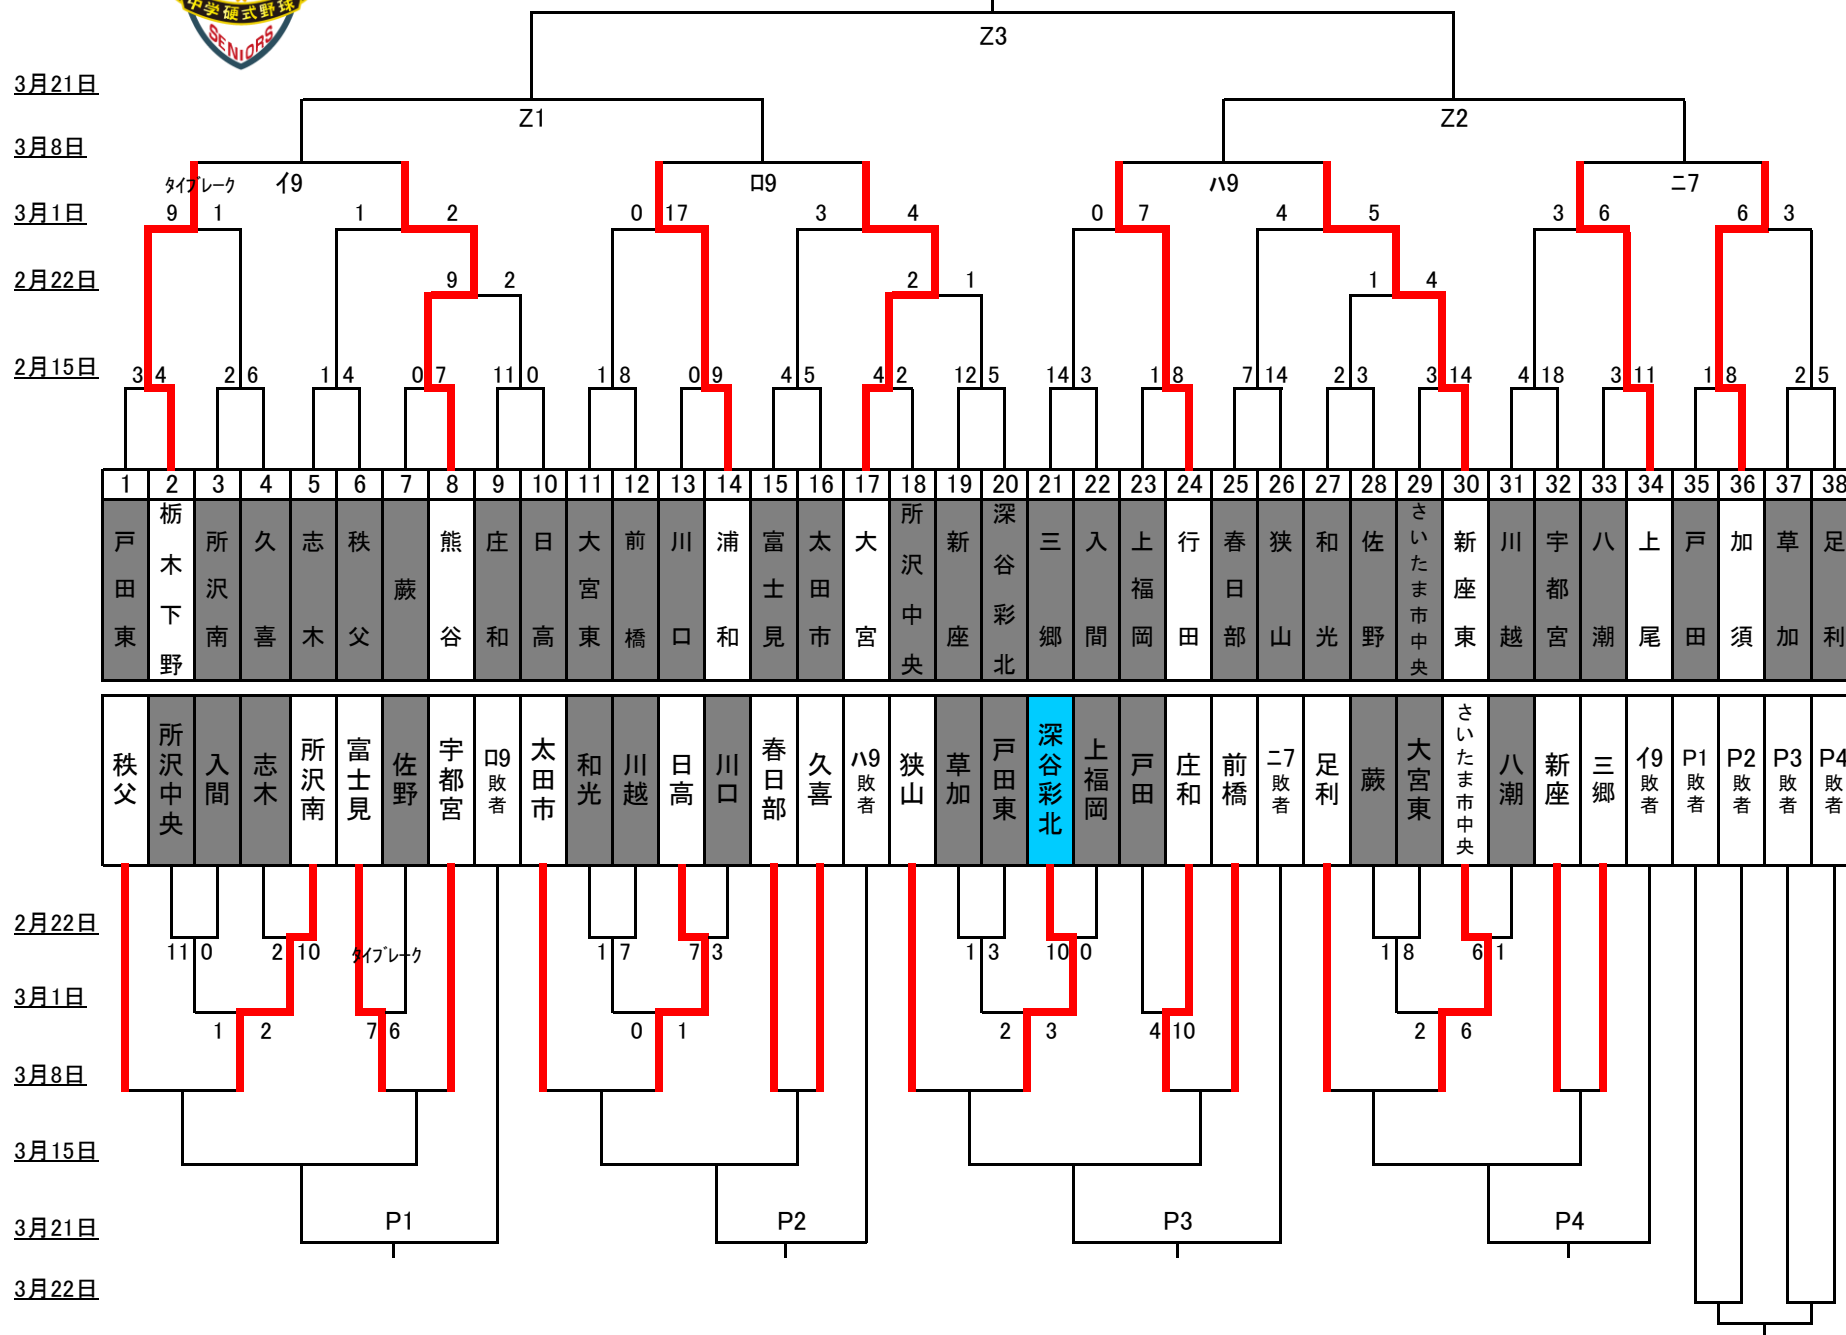 中学硬式野球
SENIORS
Z3
3月21日
Z1 Z2
3月8日
ﾀｲﾌﾞﾚｰｸ ｲ9 ﾛ9 ﾊ9 ﾆ7
3月1日 9 1 1 2 0 17 3 4 0 7 4 5 3 6 6 3
2月22日 9 2 2 1 1 4
2月15日 3 4 2 6 1 4 0 7 11 0 1 8 0 9 4 5 4 2 12 5 14 3 1 8 7 14 2 3 3 14 4 18 3 11 1 8 2 5
1 2 3 4 5 6 7 8 9 10 11 12 13 14 15 16 17 18 19 20 21 22 23 24 25 26 27 28 29 30 31 32 33 34 35 36 37 38
戸田東 栃木下野 所沢南 久喜 志木 秩父 蕨 熊谷 庄和 日高 大宮東 前橋 川口 浦和 富士見 太田市 大宮 所沢中央 新座 深谷彩北 三郷 入間 上福岡 行田 春日部 狭山 和光 佐野 さいたま市中央 新座東 川越 宇都宮 八潮 上尾 戸田 加須 草加 足利
秩父 所沢中央 入間 志木 所沢南 富士見 佐野 宇都宮 ﾛ9敗者 太田市 和光 川越 日高 川口 春日部 久喜 ﾊ9敗者 狭山 草加 戸田東 深谷彩北 上福岡 戸田 庄和 前橋 ﾆ7敗者 足利 蕨 大宮東 さいたま市中央 八潮 新座 三郷 ｲ9敗者 P1敗者 P2敗者 P3敗者 P4敗者
2月22日
11 0 2 10 ﾀｲﾌﾞﾚｰｸ 1 7 7 3 1 3 10 0 1 8 6 1
3月1日
1 2 7 6 0 1 2 3 4 10 2 6
3月8日
3月15日
P1 P2 P3 P4
3月21日
3月22日